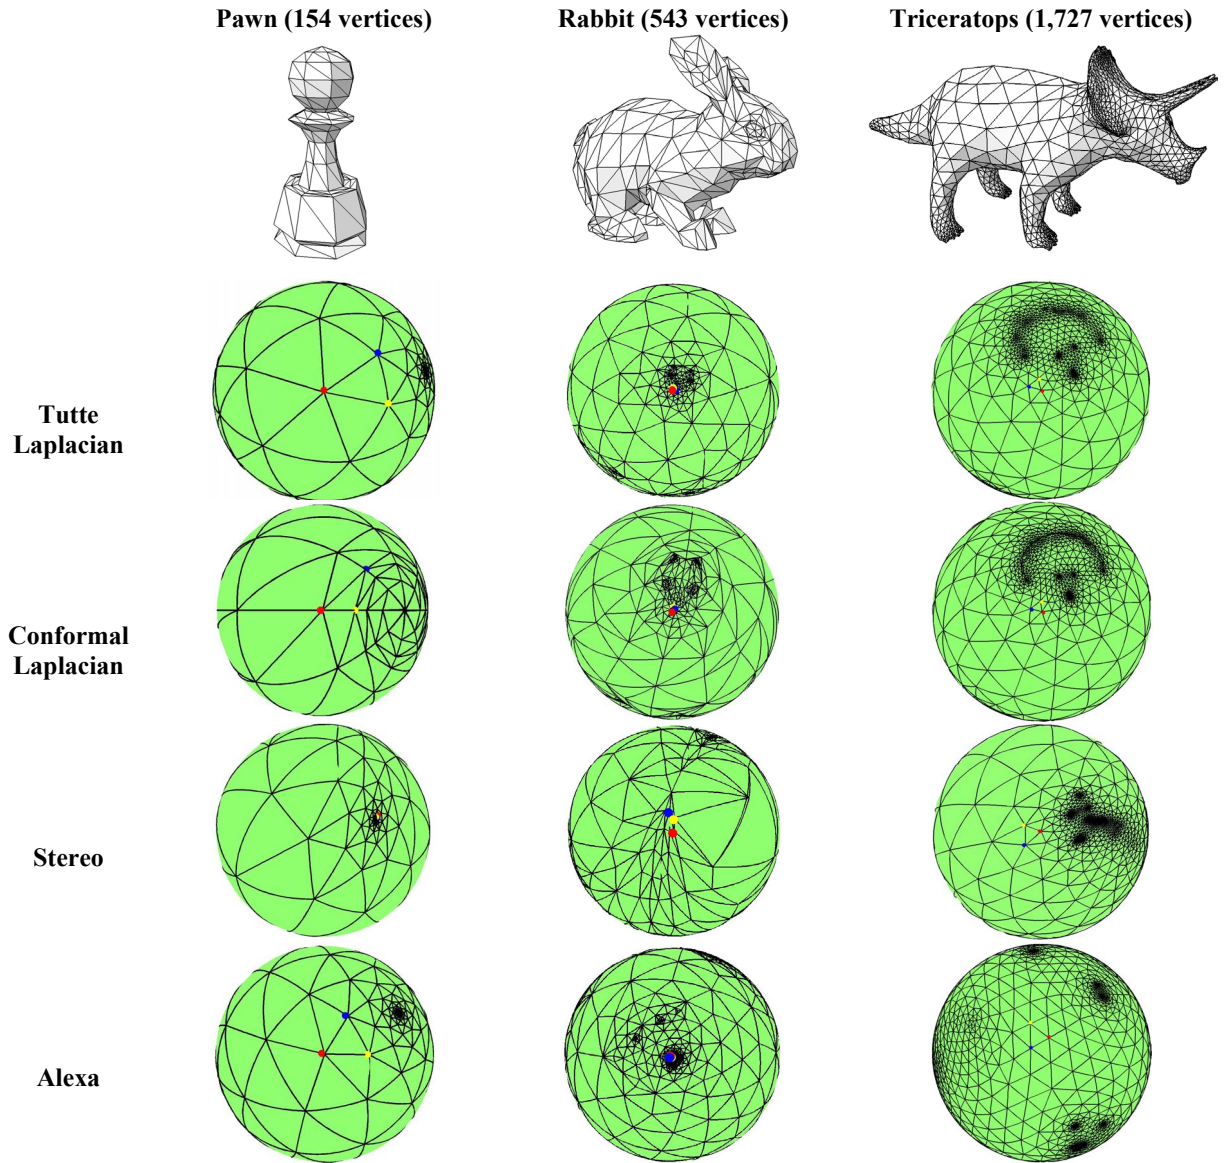 Pawn (154 vertices) Rabbit (543 vertices) Triceratops (1,727 vertices)
Tutte
Laplacian
Conformal
Laplacian
Stereo
Alexa